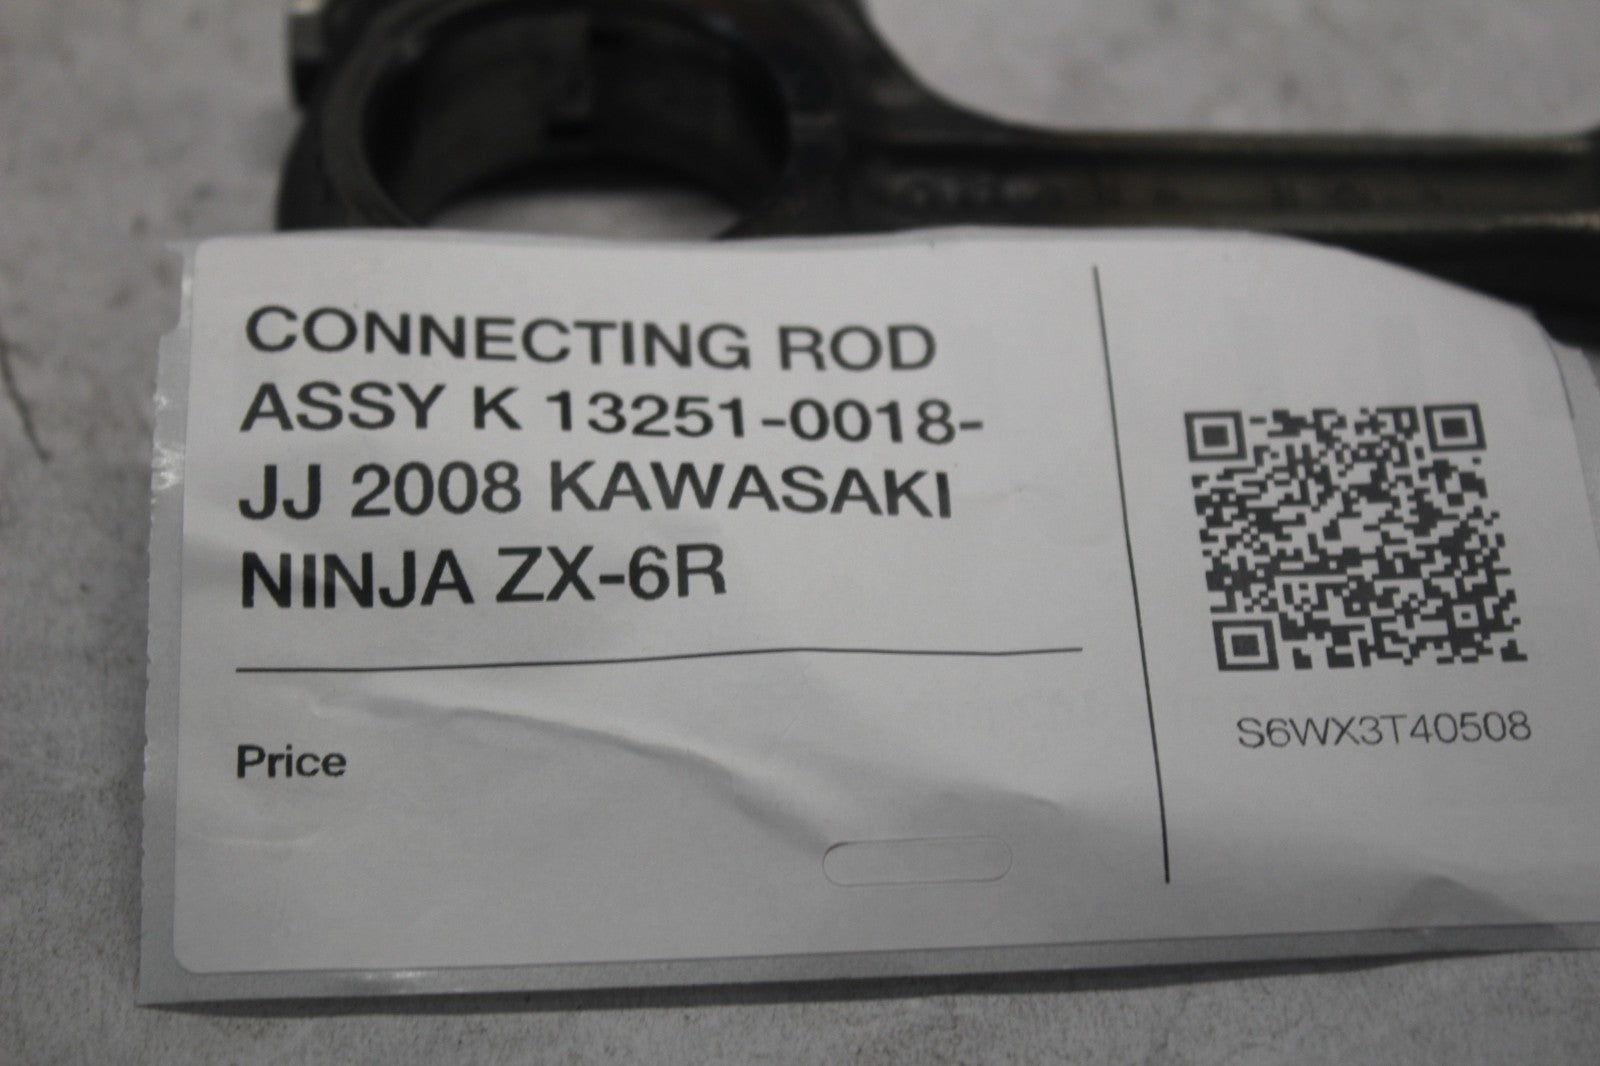 CONNECTING ROD
ASSY K 13251-0018-
JJ 2008 KAWASAKI
NINJA ZX-6R
Price
S6WX3T40508